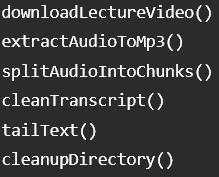 downloadLectureVideo()
extractAudioToMp3()
splitAudioIntoChunks()
cleanTranscript()
tailText()
cleanupDirectory()